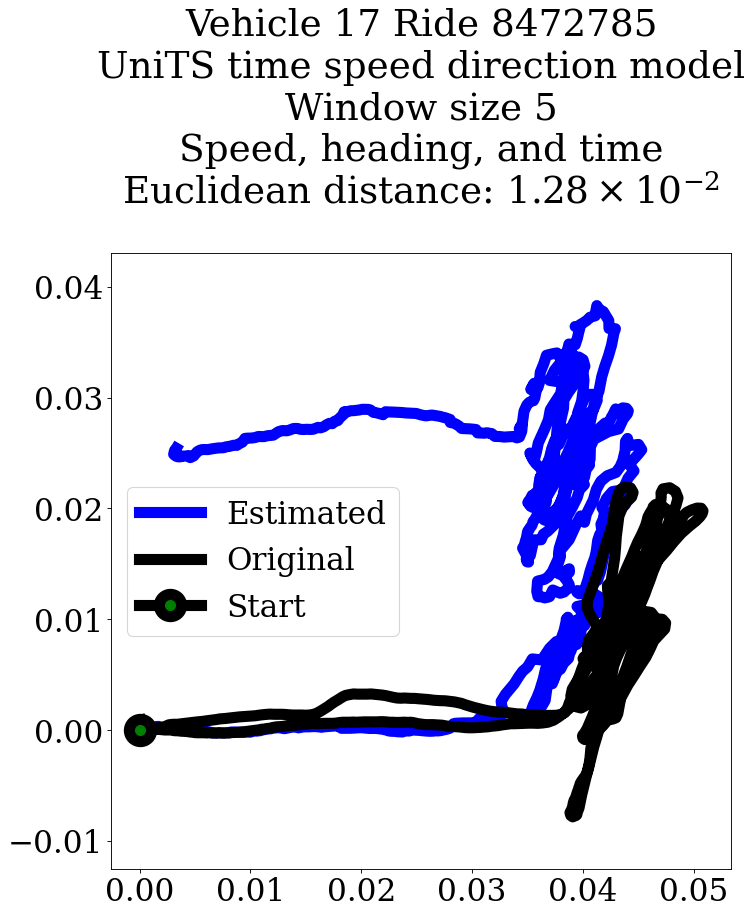 Vehicle 17 Ride 8472785
UniTS time speed direction model
Window size 5
Speed, heading, and time
Euclidean distance: 1.28 × 10⁻²
0.04
0.03
0.02
0.01
0.00
−0.01
Estimated
Original
Start
0.00 0.01 0.02 0.03 0.04 0.05